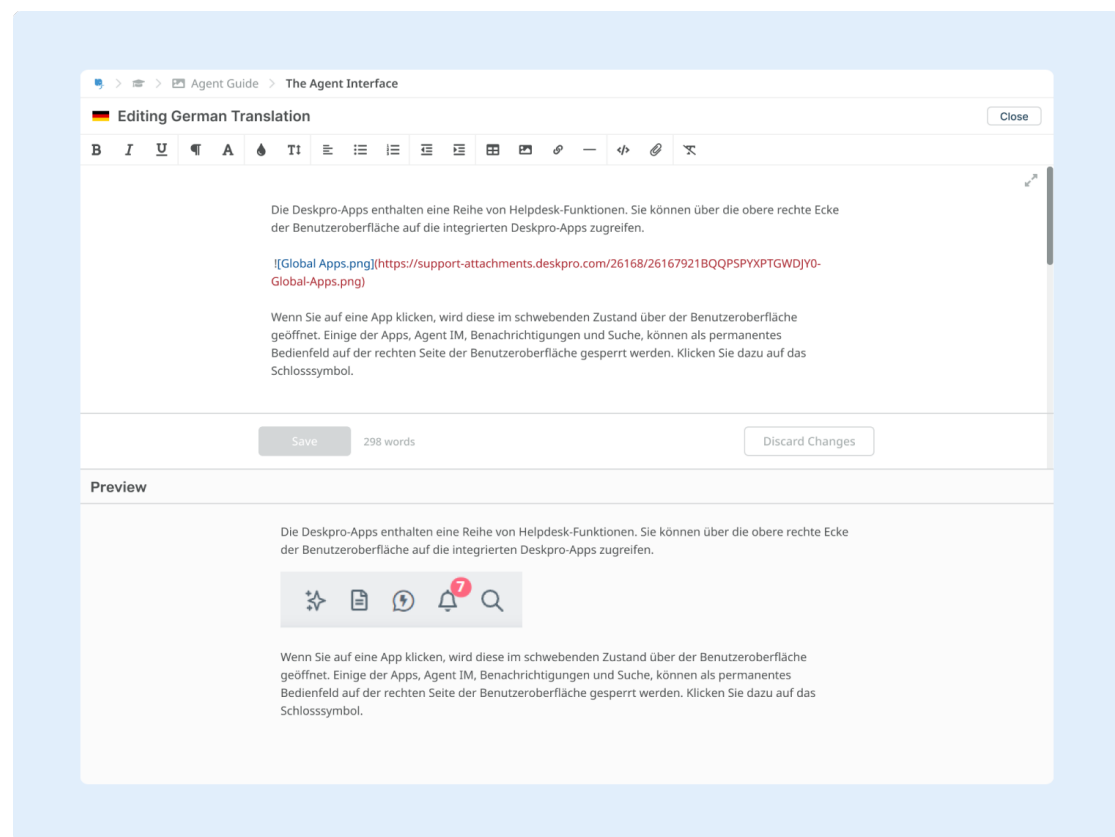 Agent Guide > The Agent Interface
Editing German Translation
Close
B I U ¶ A T
Die Deskpro-Apps enthalten eine Reihe von Helpdesk-Funktionen. Sie können über die obere rechte Ecke
der Benutzeroberfläche auf die integrierten Deskpro-Apps zugreifen.
![Global Apps.png](https://support-attachments.deskpro.com/26168/26167921BQQPSPYXPTGWDJY0-
Global-Apps.png)
Wenn Sie auf eine App klicken, wird diese im schwebenden Zustand über der Benutzeroberfläche
geöffnet. Einige der Apps, Agent IM, Benachrichtigungen und Suche, können als permanentes
Bedienfeld auf der rechten Seite der Benutzeroberfläche gesperrt werden. Klicken Sie dazu auf das
Schlosssymbol.
Save 298 words Discard Changes
Preview
Die Deskpro-Apps enthalten eine Reihe von Helpdesk-Funktionen. Sie können über die obere rechte Ecke
der Benutzeroberfläche auf die integrierten Deskpro-Apps zugreifen.
7
Wenn Sie auf eine App klicken, wird diese im schwebenden Zustand über der Benutzeroberfläche
geöffnet. Einige der Apps, Agent IM, Benachrichtigungen und Suche, können als permanentes
Bedienfeld auf der rechten Seite der Benutzeroberfläche gesperrt werden. Klicken Sie dazu auf das
Schlosssymbol.